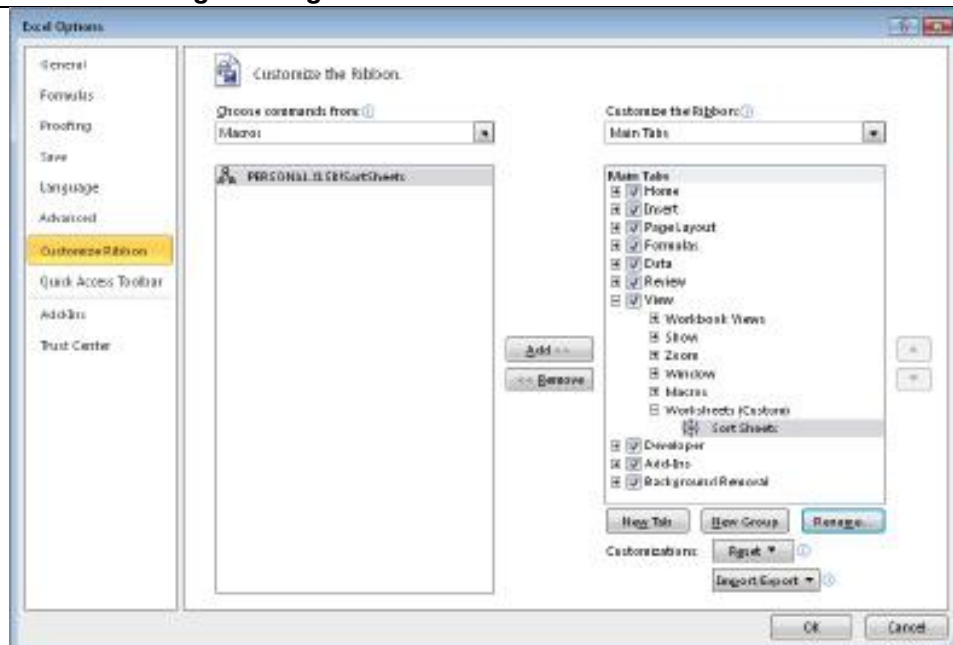 Excel Options
General
Formulas
Proofing
Save
Language
Advanced
Customize Ribbon
Quick Access Toolbar
Add-Ins
Trust Center
Customize the Ribbon.
Choose commands from:
Macros
PERSONAL.XLSB!SortSheets
Add >>
<< Remove
Customize the Ribbon:
Main Tabs
Main Tabs
Home
Insert
Page Layout
Formulas
Data
Review
View
Workbook Views
Show
Zoom
Window
Macros
Worksheets (Custom)
Sort Sheets
Developer
Add-Ins
Background Removal
New Tab
New Group
Rename...
Customizations:
Reset
Import/Export
OK
Cancel